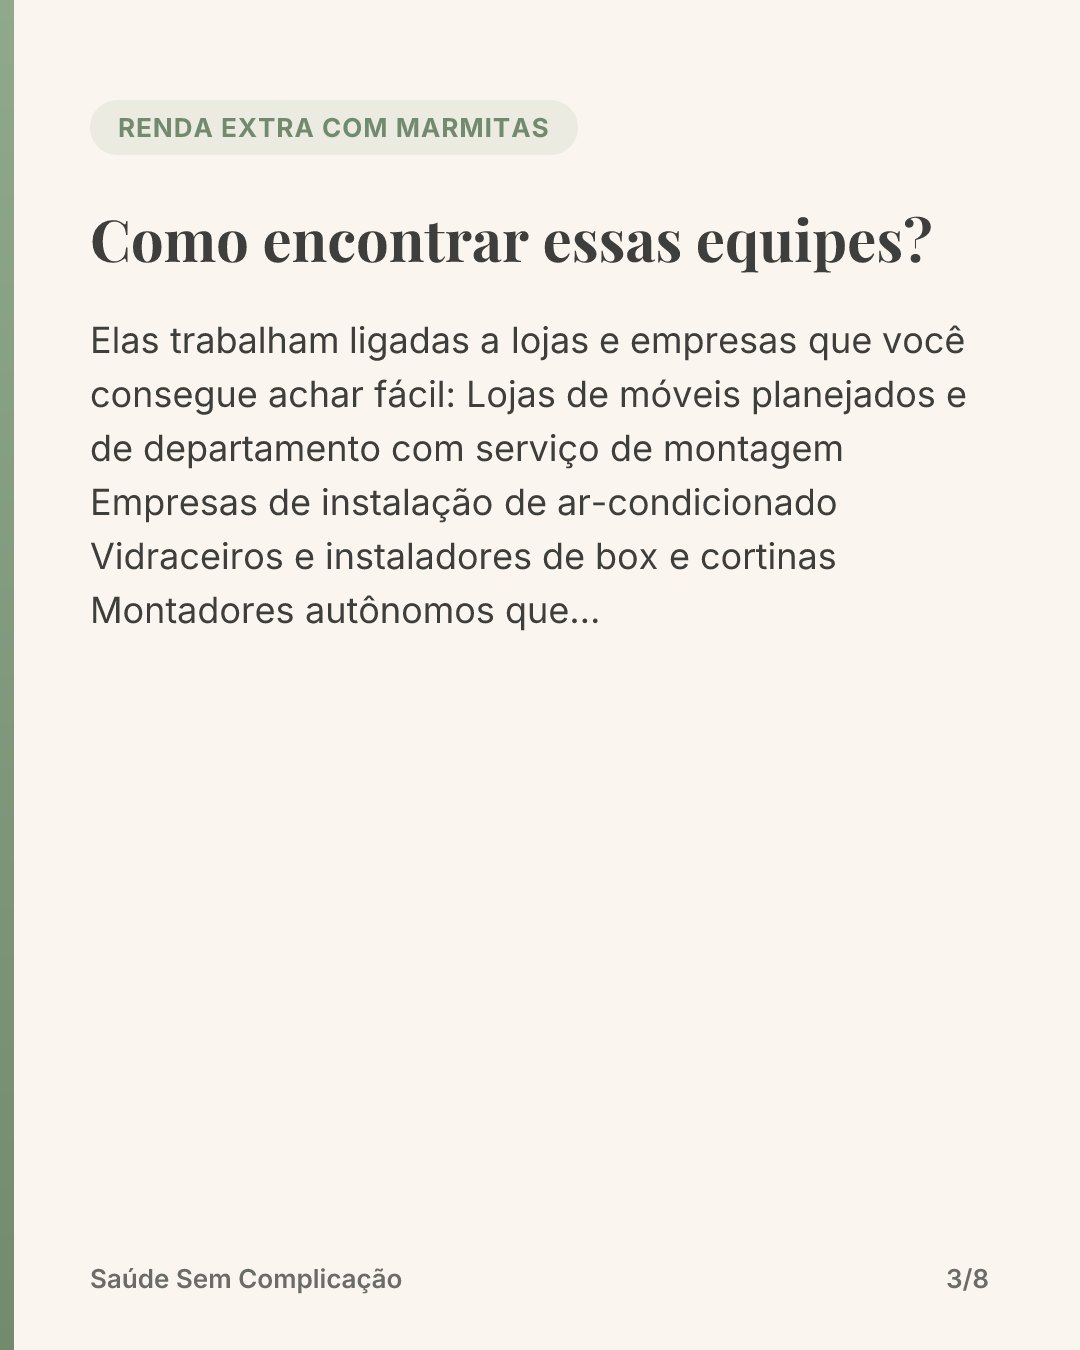 RENDA EXTRA COM MARMITAS
Como encontrar essas equipes?
Elas trabalham ligadas a lojas e empresas que você
consegue achar fácil: Lojas de móveis planejados e
de departamento com serviço de montagem
Empresas de instalação de ar-condicionado
Vidraceiros e instaladores de box e cortinas
Montadores autônomos que...
Saúde Sem Complicação
3/8